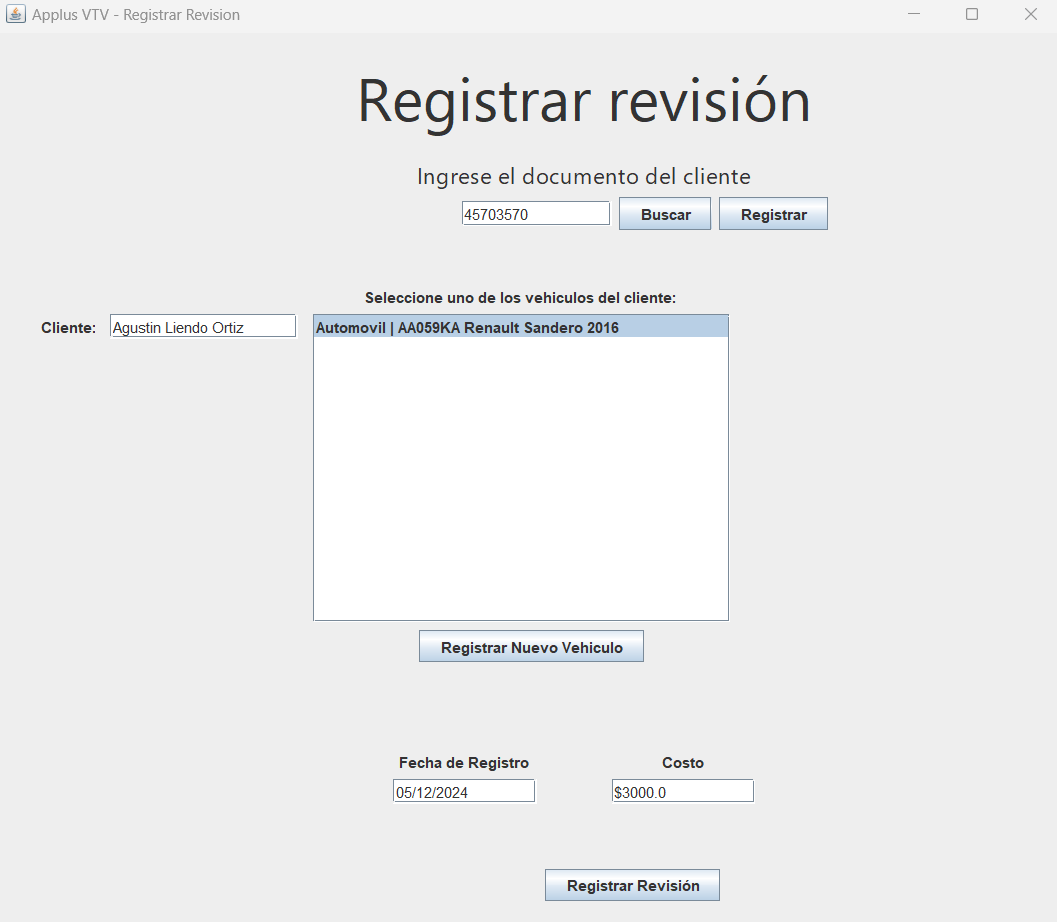 Applus VTV - Registrar Revision
Registrar revisión
Ingrese el documento del cliente
45703570 Buscar Registrar
Seleccione uno de los vehiculos del cliente:
Cliente: Agustin Liendo Ortiz Automovil | AA059KA Renault Sandero 2016
Registrar Nuevo Vehiculo
Fecha de Registro Costo
05/12/2024 $3000.0
Registrar Revisión